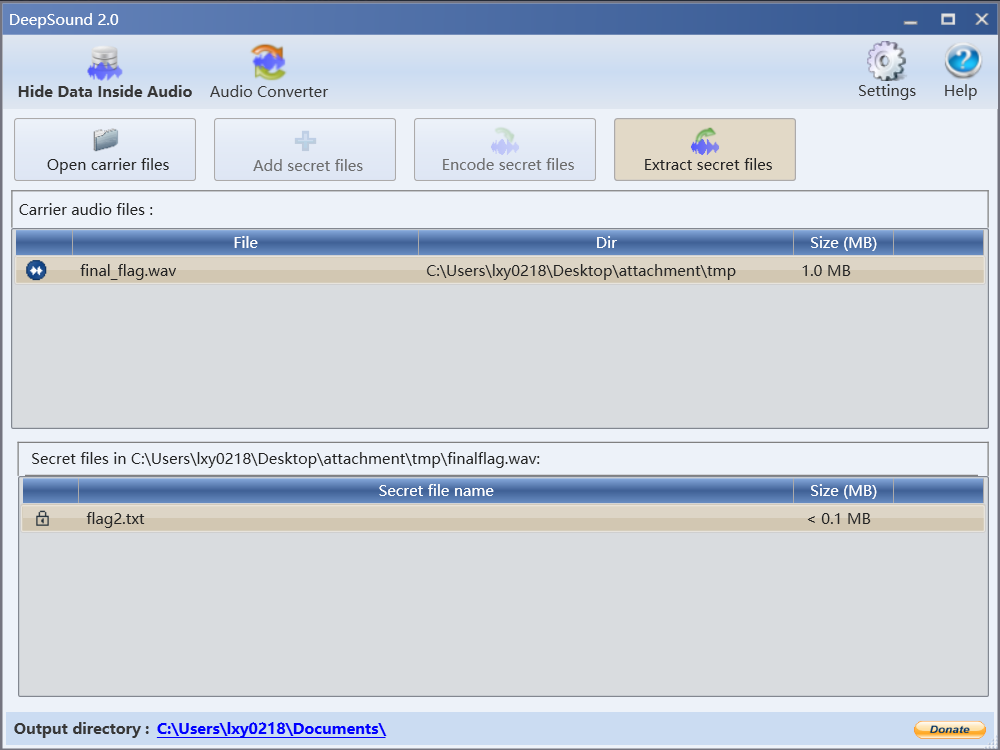 DeepSound 2.0
Hide Data Inside Audio Audio Converter Settings Help
Open carrier files Add secret files Encode secret files Extract secret files
Carrier audio files :
File Dir Size (MB)
final_flag.wav C:\Users\lxy0218\Desktop\attachment\tmp 1.0 MB
Secret files in C:\Users\lxy0218\Desktop\attachment\tmp\finalflag.wav:
Secret file name Size (MB)
flag2.txt < 0.1 MB
Output directory : C:\Users\lxy0218\Documents\ Donate